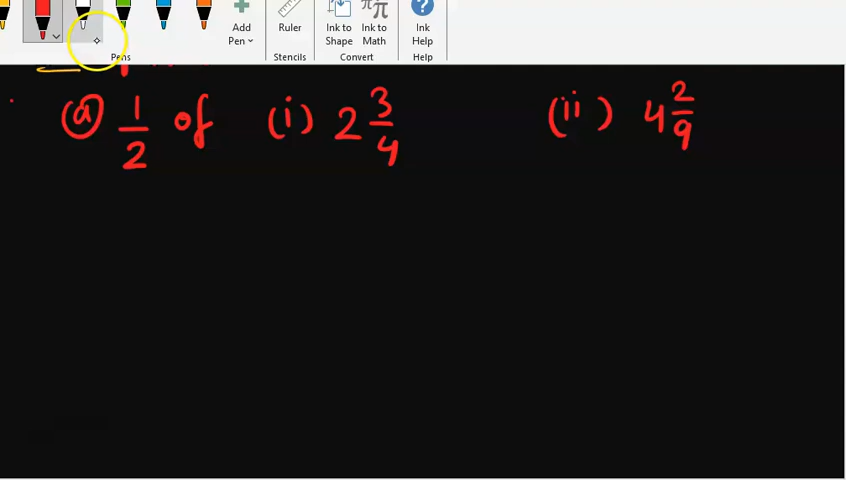 Add Pen
Ruler
Ink to Shape
Ink to Math
Ink Help
Pens
Stencils
Convert
Help
(a) 1/2 of (i) 2 3/4 (ii) 4 2/9